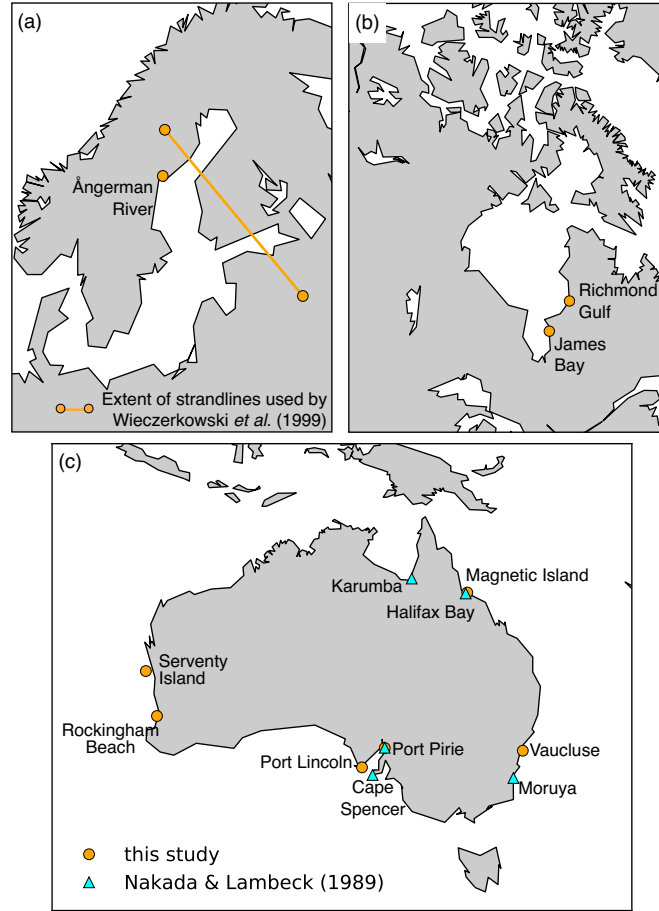 (a)
Ångerman
River
Extent of strandlines used by
Wieczerkowski et al. (1999)
(b)
Richmond
Gulf
James
Bay
(c)
Karumba
Magnetic Island
Halifax Bay
Serventy
Island
Rockingham
Beach
Port Lincoln
Port Pirie
Vaucluse
Cape
Spencer
Moruya
this study
Nakada & Lambeck (1989)